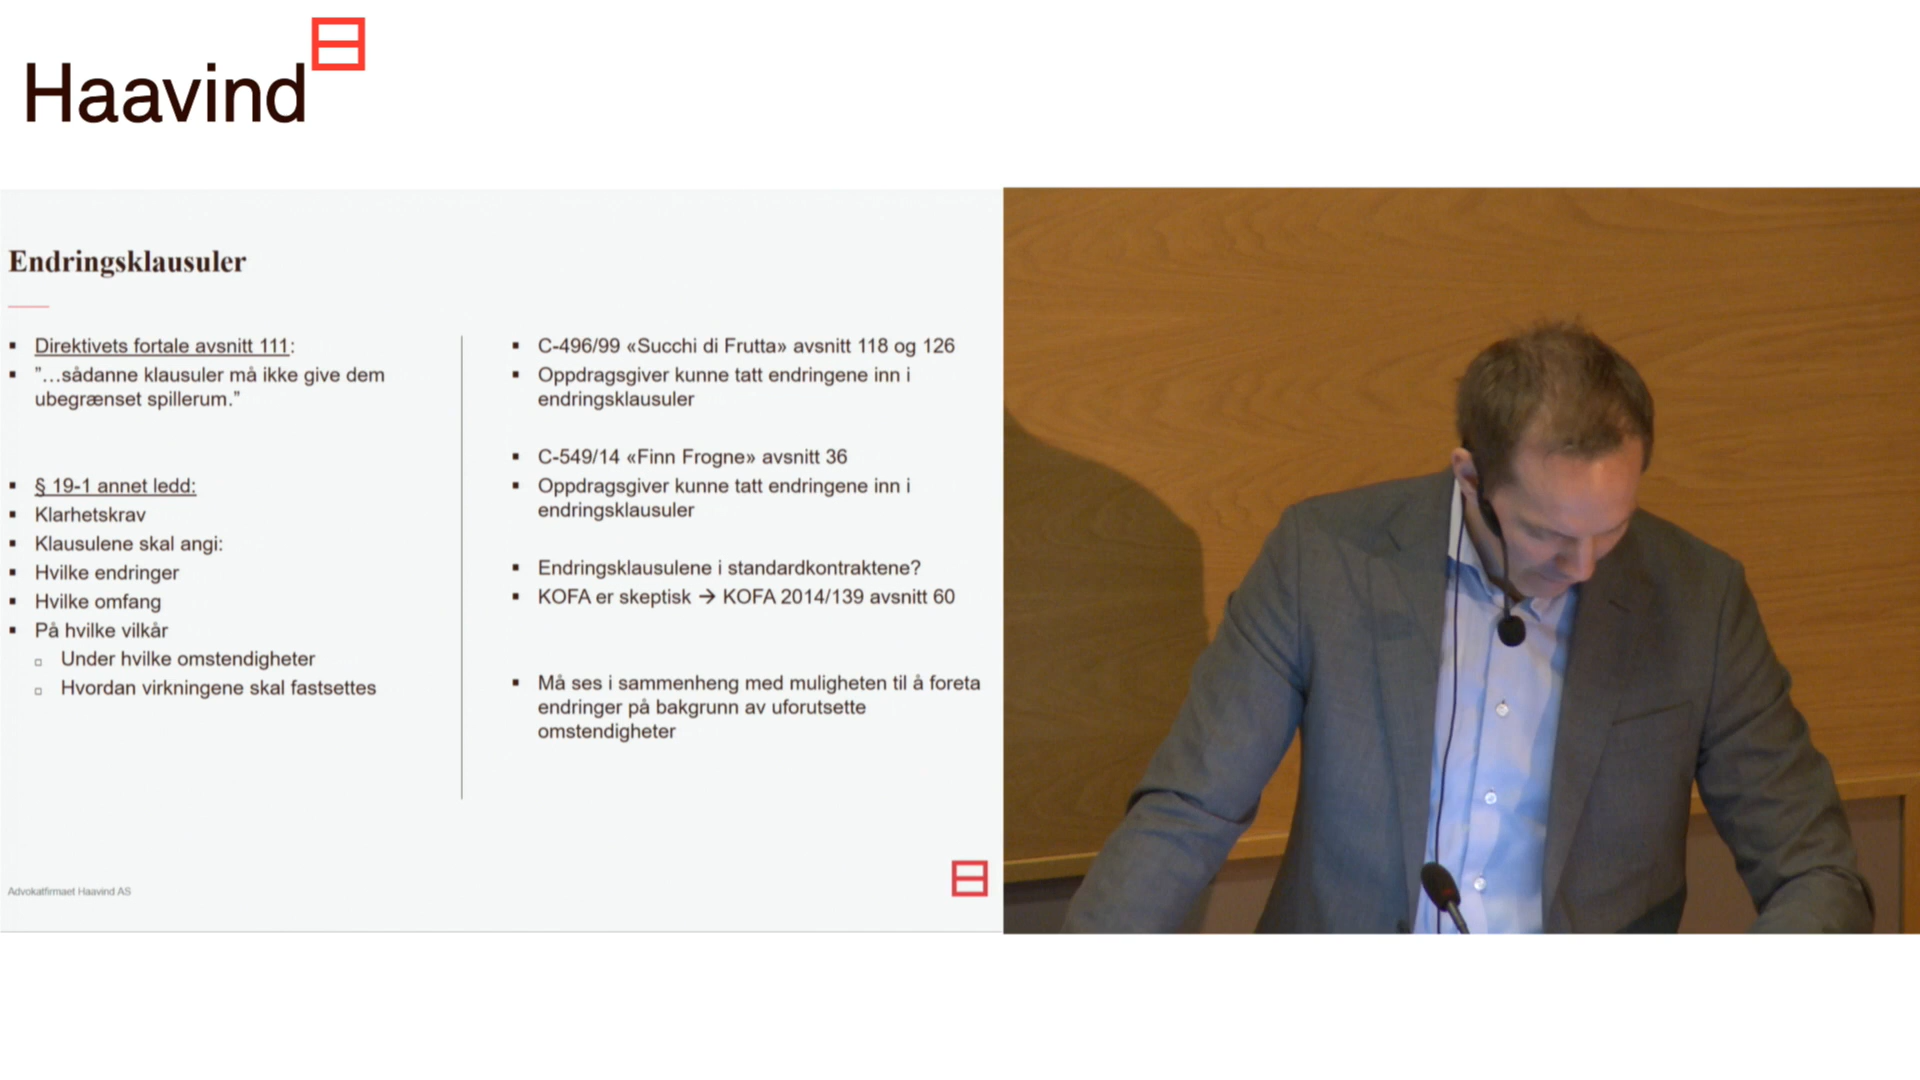 Haavind
Endringsklausuler
Direktivets fortale avsnitt 111:
”…sådanne klausuler må ikke give dem
ubegrænset spillerum.”
§ 19-1 annet ledd:
Klarhetskrav
Klausulene skal angi:
Hvilke endringer
Hvilke omfang
På hvilke vilkår
Under hvilke omstendigheter
Hvordan virkningene skal fastsettes
C-496/99 «Succhi di Frutta» avsnitt 118 og 126
Oppdragsgiver kunne tatt endringene inn i
endringsklausuler
C-549/14 «Finn Frogne» avsnitt 36
Oppdragsgiver kunne tatt endringene inn i
endringsklausuler
Endringsklausulene i standardkontraktene?
KOFA er skeptisk → KOFA 2014/139 avsnitt 60
Må ses i sammenheng med muligheten til å foreta
endringer på bakgrunn av uforutsette
omstendigheter
Advokatfirmaet Haavind AS